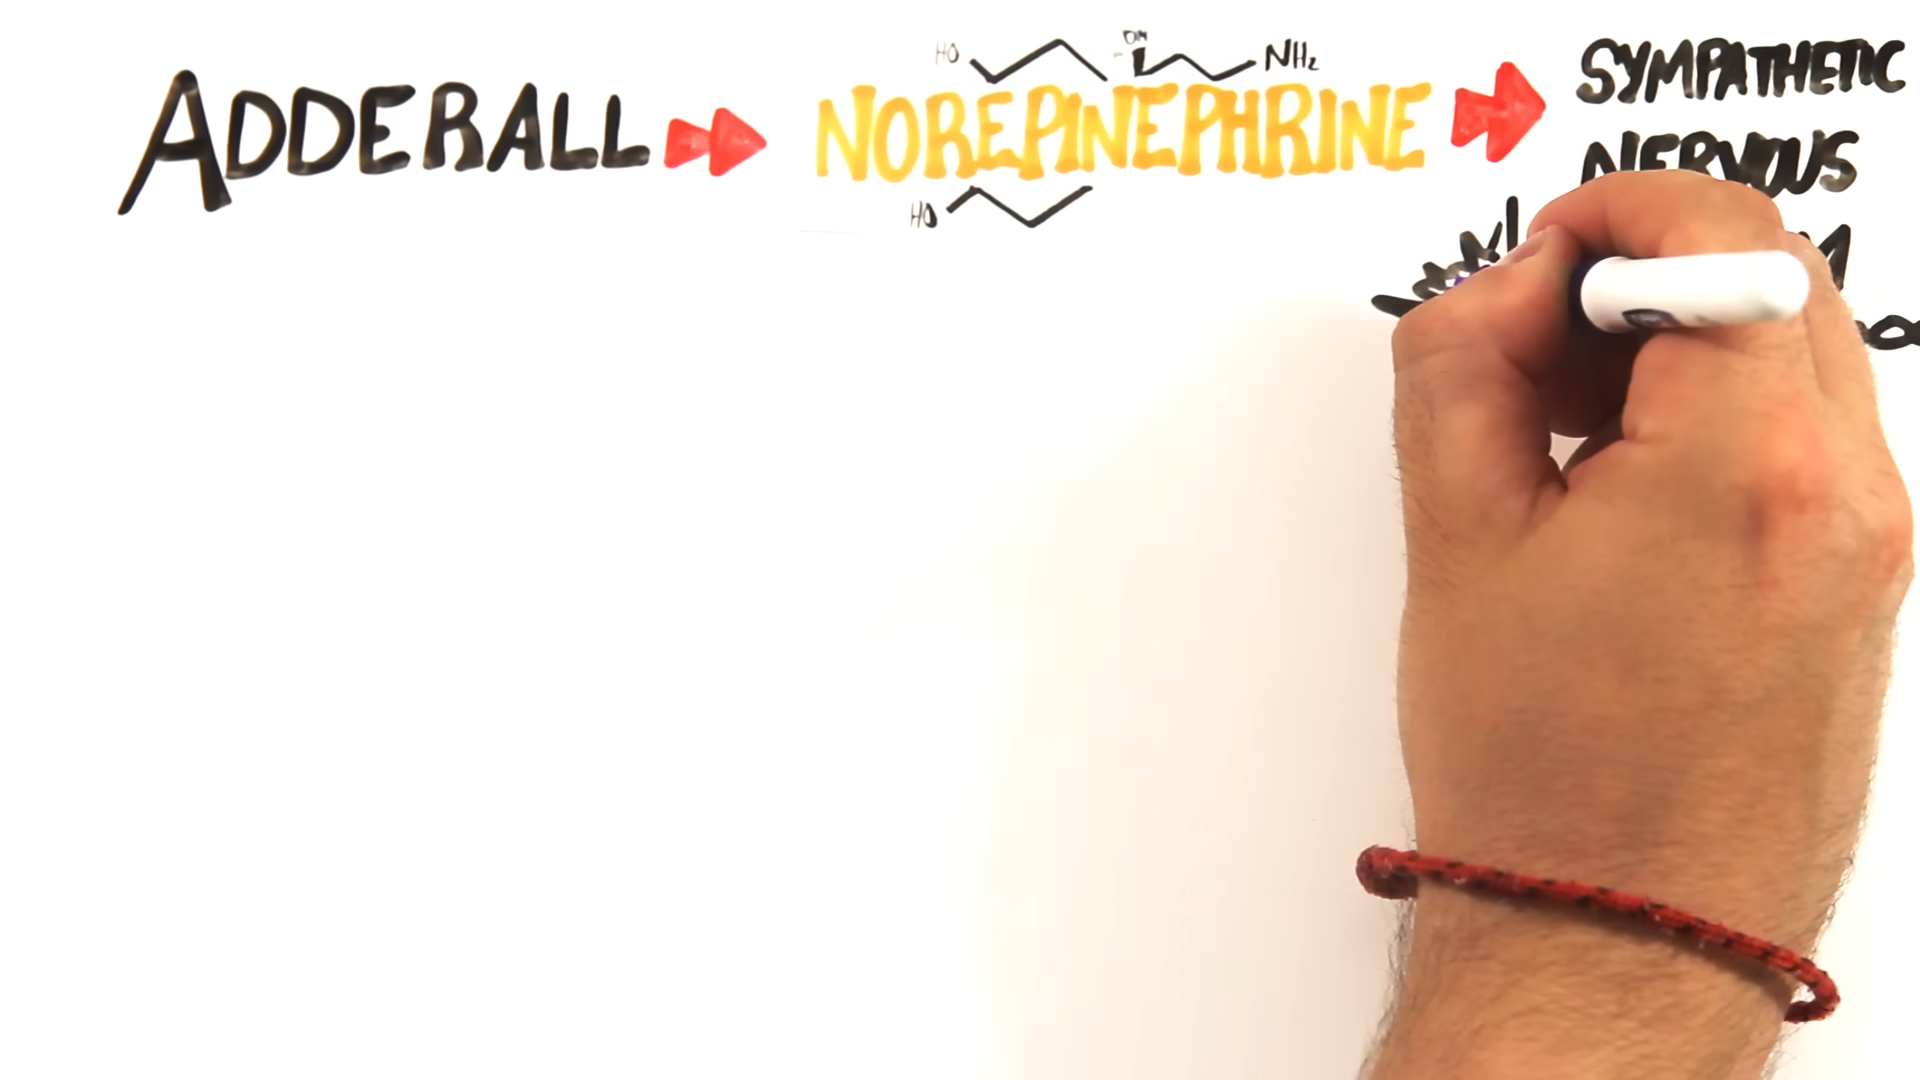 ADDERALL
HO OH NH₂
NOREPINEPHRINE
HO
SYMPATHETIC
NERVOUS